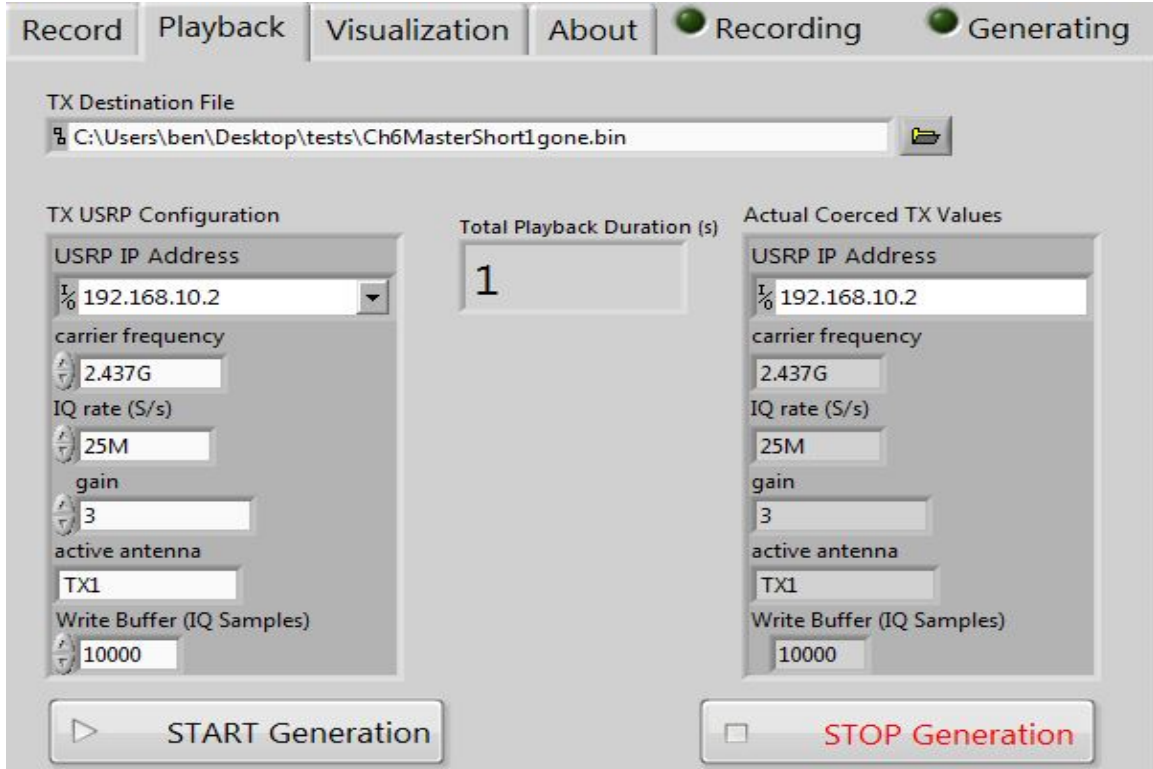 Record Playback Visualization About Recording Generating
TX Destination File
C:\Users\ben\Desktop\tests\Ch6MasterShort1gone.bin
TX USRP Configuration
USRP IP Address
I/O 192.168.10.2
carrier frequency
2.437G
IQ rate (S/s)
25M
gain
3
active antenna
TX1
Write Buffer (IQ Samples)
10000
Total Playback Duration (s)
1
Actual Coerced TX Values
USRP IP Address
I/O 192.168.10.2
carrier frequency
2.437G
IQ rate (S/s)
25M
gain
3
active antenna
TX1
Write Buffer (IQ Samples)
10000
START Generation
STOP Generation